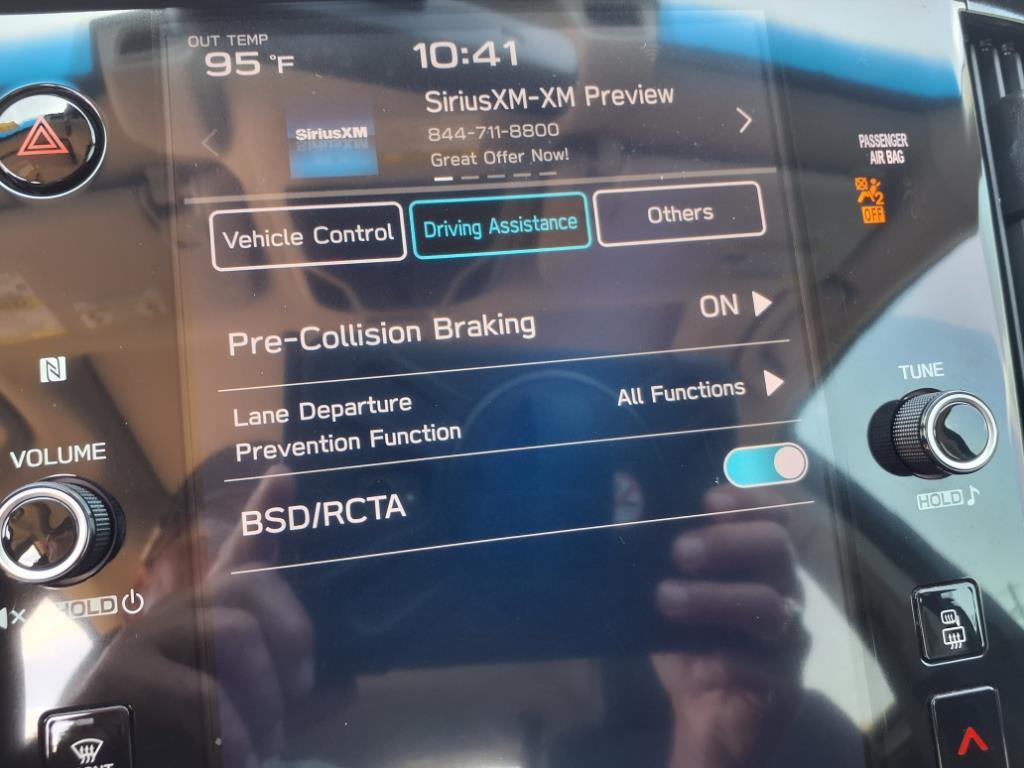 OUT TEMP
95 °F
10:41
SiriusXM-XM Preview
SiriusXM
844-711-8800
Great Offer Now!
PASSENGER
AIR BAG
2
OFF
Vehicle Control
Driving Assistance
Others
Pre-Collision Braking
ON
Lane Departure
Prevention Function
All Functions
BSD/RCTA
VOLUME
HOLD
TUNE
HOLD